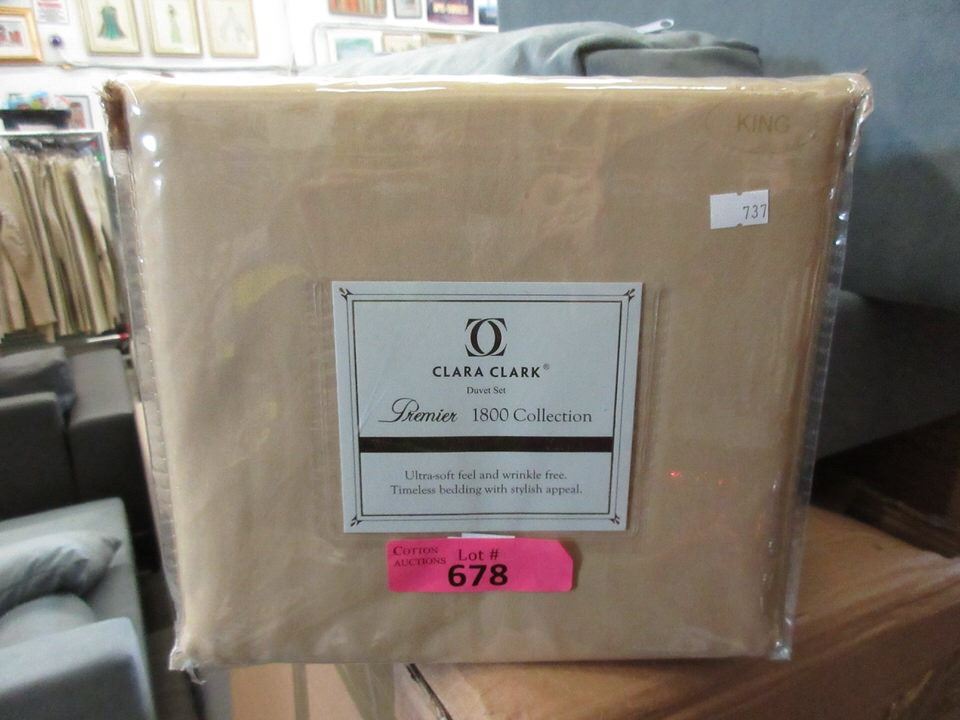 KING
737
CLARA CLARK®
Duvet Set
Premier 1800 Collection
Ultra-soft feel and wrinkle free.
Timeless bedding with stylish appeal.
COTTON
AUCTIONS
Lot #
678